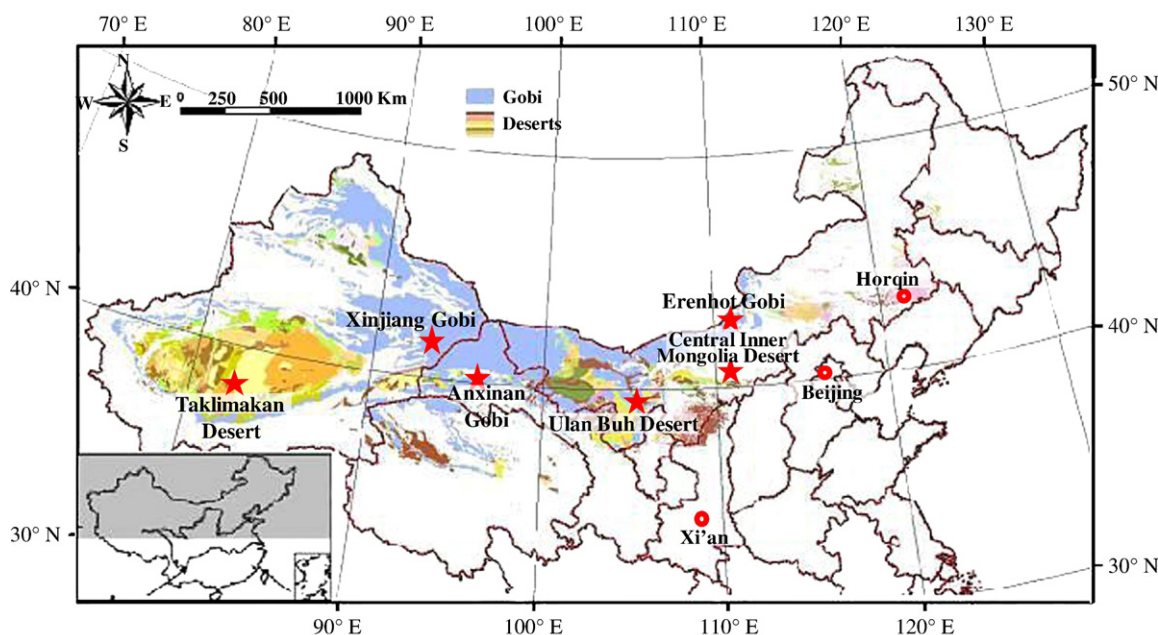 70° E 80° E 90° E 100° E 110° E 120° E 130° E
N
W E
S
0 250 500 1000 Km
Gobi
Deserts
50° N
40° N
Horqin
Erenhot Gobi
Xinjiang Gobi
Central Inner
Mongolia Desert
40° N
Beijing
Taklimakan
Desert
Anxinan
Gobi
Ulan Buh Desert
Xi'an
30° N
30° N
90° E 100° E 110° E 120° E